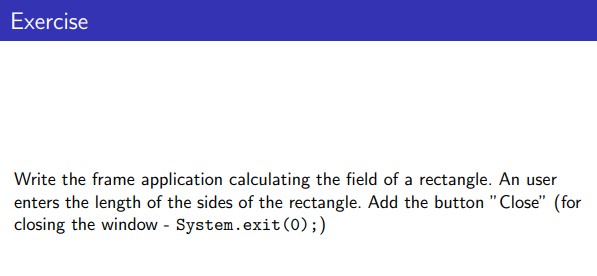 Exercise
Write the frame application calculating the field of a rectangle. An user
enters the length of the sides of the rectangle. Add the button "Close" (for
closing the window - System.exit(0);)